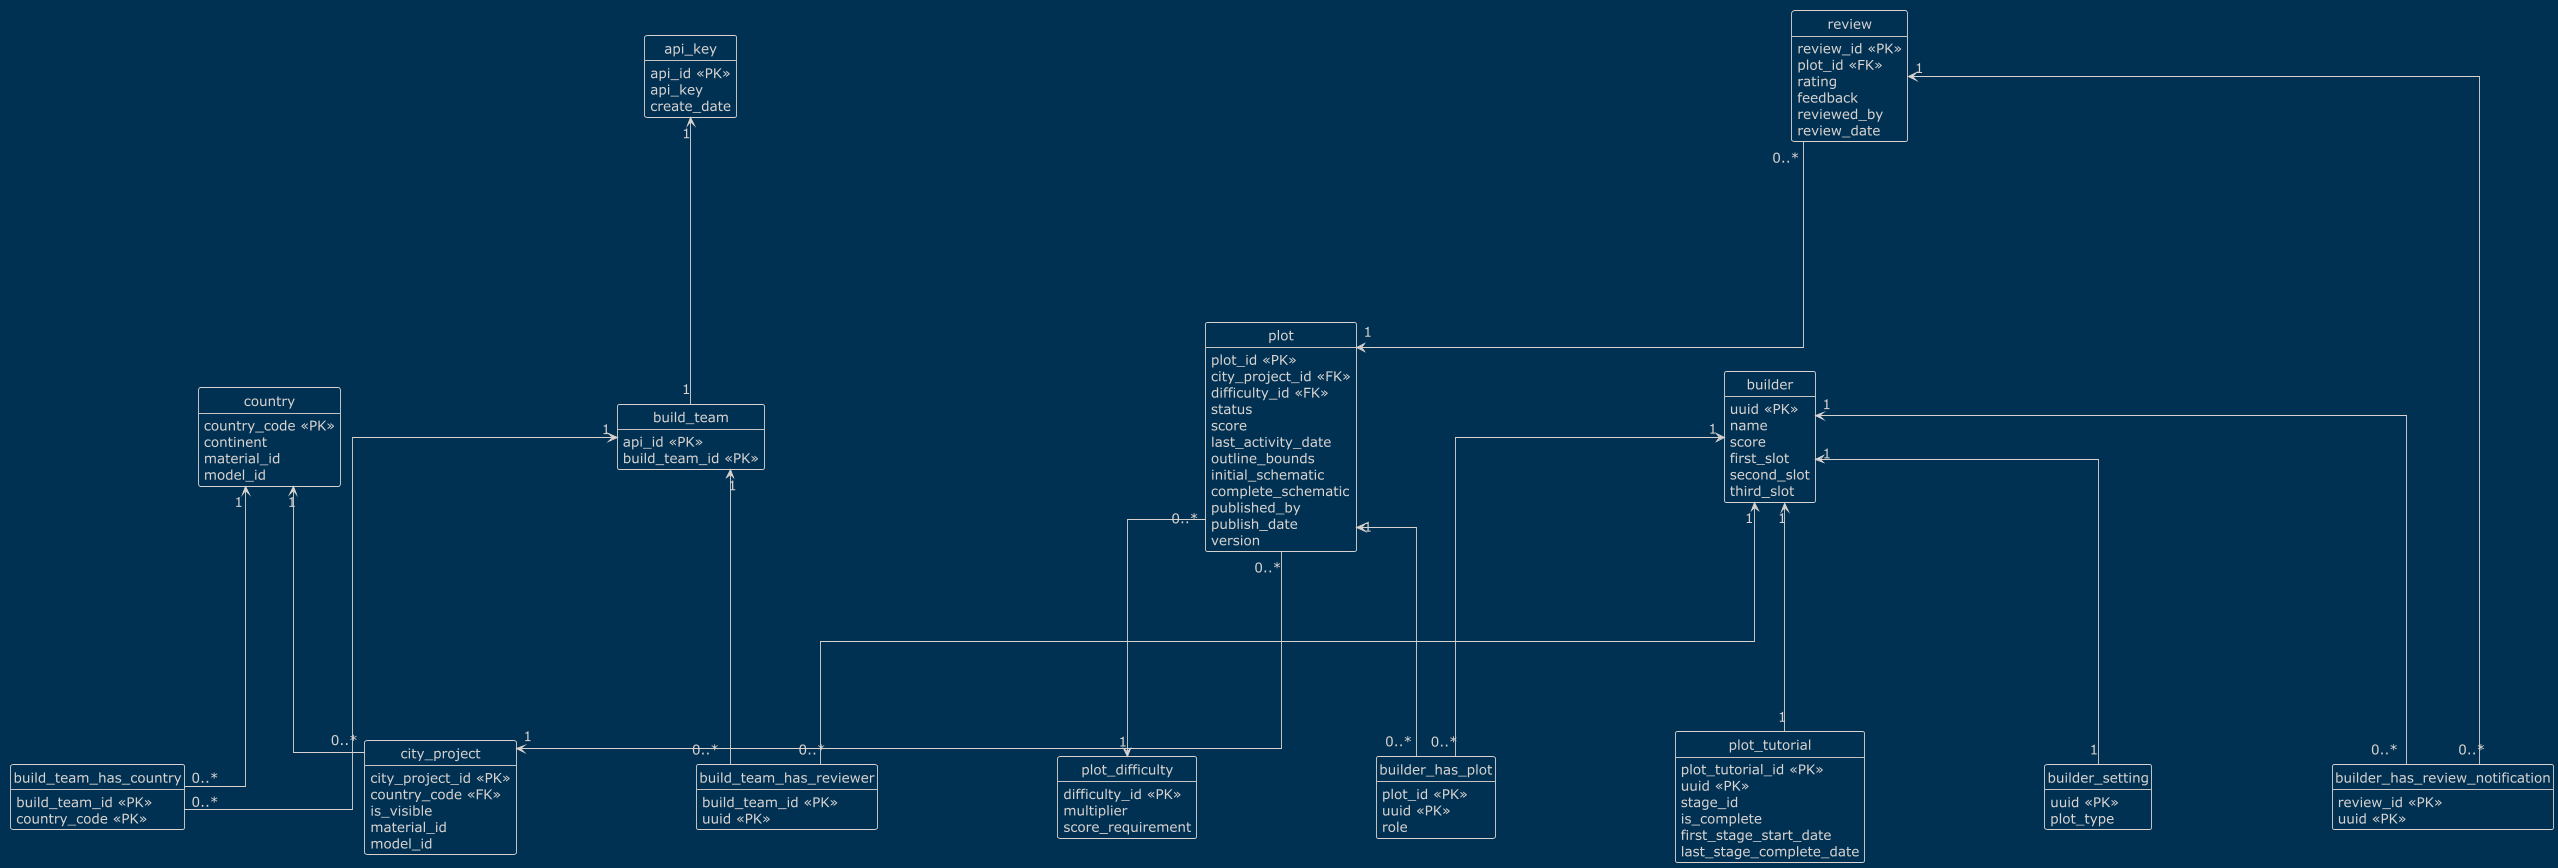 review
review_id «PK»
plot_id «FK»
rating
feedback
reviewed_by
review_date
1
0..*
api_key
api_id «PK»
api_key
create_date
1
1
plot
plot_id «PK»
city_project_id «FK»
difficulty_id «FK»
status
score
last_activity_date
outline_bounds
initial_schematic
complete_schematic
published_by
publish_date
version
1
0..*
1
0..*
builder
uuid «PK»
name
score
first_slot
second_slot
third_slot
1
1
1
1
1
country
country_code «PK»
continent
material_id
model_id
1
1
build_team
api_id «PK»
build_team_id «PK»
1
1
build_team_has_country
build_team_id «PK»
country_code «PK»
0..*
0..*
city_project
city_project_id «PK»
country_code «FK»
is_visible
material_id
model_id
0..*
1
build_team_has_reviewer
build_team_id «PK»
uuid «PK»
0..*
0..*
plot_difficulty
difficulty_id «PK»
multiplier
score_requirement
1
builder_has_plot
plot_id «PK»
uuid «PK»
role
0..*
0..*
plot_tutorial
plot_tutorial_id «PK»
uuid «PK»
stage_id
is_complete
first_stage_start_date
last_stage_complete_date
1
builder_setting
uuid «PK»
plot_type
1
builder_has_review_notification
review_id «PK»
uuid «PK»
0..*
0..*